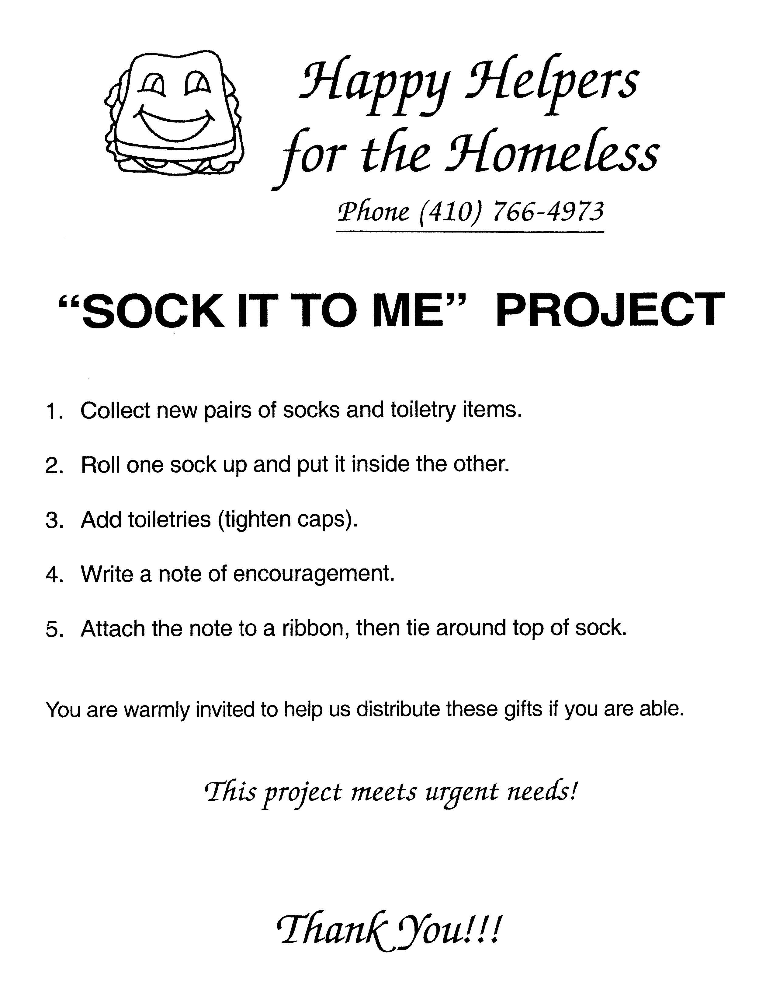 Happy Helpers
for the Homeless
Phone (410) 766-4973
“SOCK IT TO ME” PROJECT
1. Collect new pairs of socks and toiletry items.
2. Roll one sock up and put it inside the other.
3. Add toiletries (tighten caps).
4. Write a note of encouragement.
5. Attach the note to a ribbon, then tie around top of sock.
You are warmly invited to help us distribute these gifts if you are able.
This project meets urgent needs!
Thank You!!!